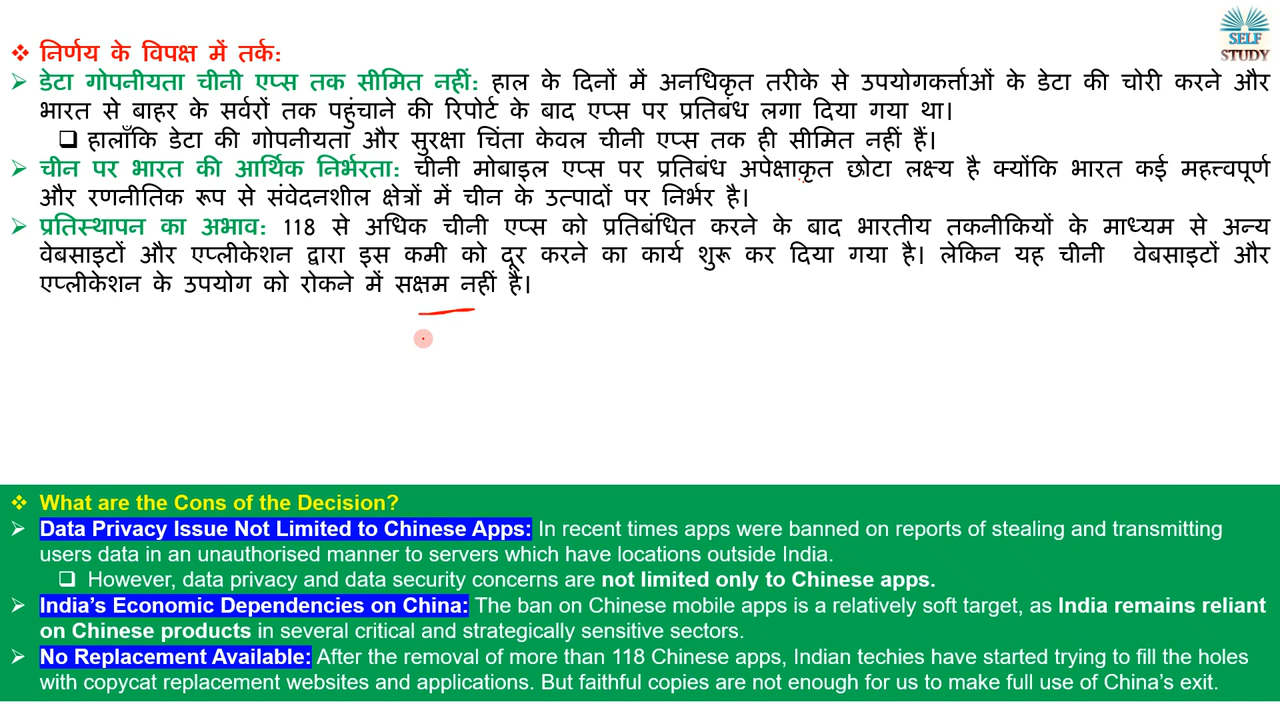 SELF
STUDY
❖ निर्णय के विपक्ष में तर्क:
➢ डेटा गोपनीयता चीनी एप्स तक सीमित नहीं: हाल के दिनों में अनधिकृत तरीके से उपयोगकर्त्ताओं के डेटा की चोरी करने और
भारत से बाहर के सर्वरों तक पहुंचाने की रिपोर्ट के बाद एप्स पर प्रतिबंध लगा दिया गया था।
❑ हालाँकि डेटा की गोपनीयता और सुरक्षा चिंता केवल चीनी एप्स तक ही सीमित नहीं हैं।
➢ चीन पर भारत की आर्थिक निर्भरता: चीनी मोबाइल एप्स पर प्रतिबंध अपेक्षाकृत छोटा लक्ष्य है क्योंकि भारत कई महत्त्वपूर्ण
और रणनीतिक रूप से संवेदनशील क्षेत्रों में चीन के उत्पादों पर निर्भर है।
➢ प्रतिस्थापन का अभाव: 118 से अधिक चीनी एप्स को प्रतिबंधित करने के बाद भारतीय तकनीकियों के माध्यम से अन्य
वेबसाइटों और एप्लीकेशन द्वारा इस कमी को दूर करने का कार्य शुरू कर दिया गया है। लेकिन यह चीनी वेबसाइटों और
एप्लीकेशन के उपयोग को रोकने में सक्षम नहीं है।
❖ What are the Cons of the Decision?
➢ Data Privacy Issue Not Limited to Chinese Apps: In recent times apps were banned on reports of stealing and transmitting
users data in an unauthorised manner to servers which have locations outside India.
❑ However, data privacy and data security concerns are not limited only to Chinese apps.
➢ India’s Economic Dependencies on China: The ban on Chinese mobile apps is a relatively soft target, as India remains reliant
on Chinese products in several critical and strategically sensitive sectors.
➢ No Replacement Available: After the removal of more than 118 Chinese apps, Indian techies have started trying to fill the holes
with copycat replacement websites and applications. But faithful copies are not enough for us to make full use of China’s exit.